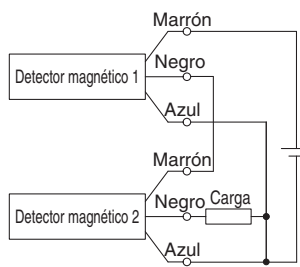 Marrón
Negro
Detector magnético 1
Azul
Marrón
Negro
Carga
Detector magnético 2
Azul